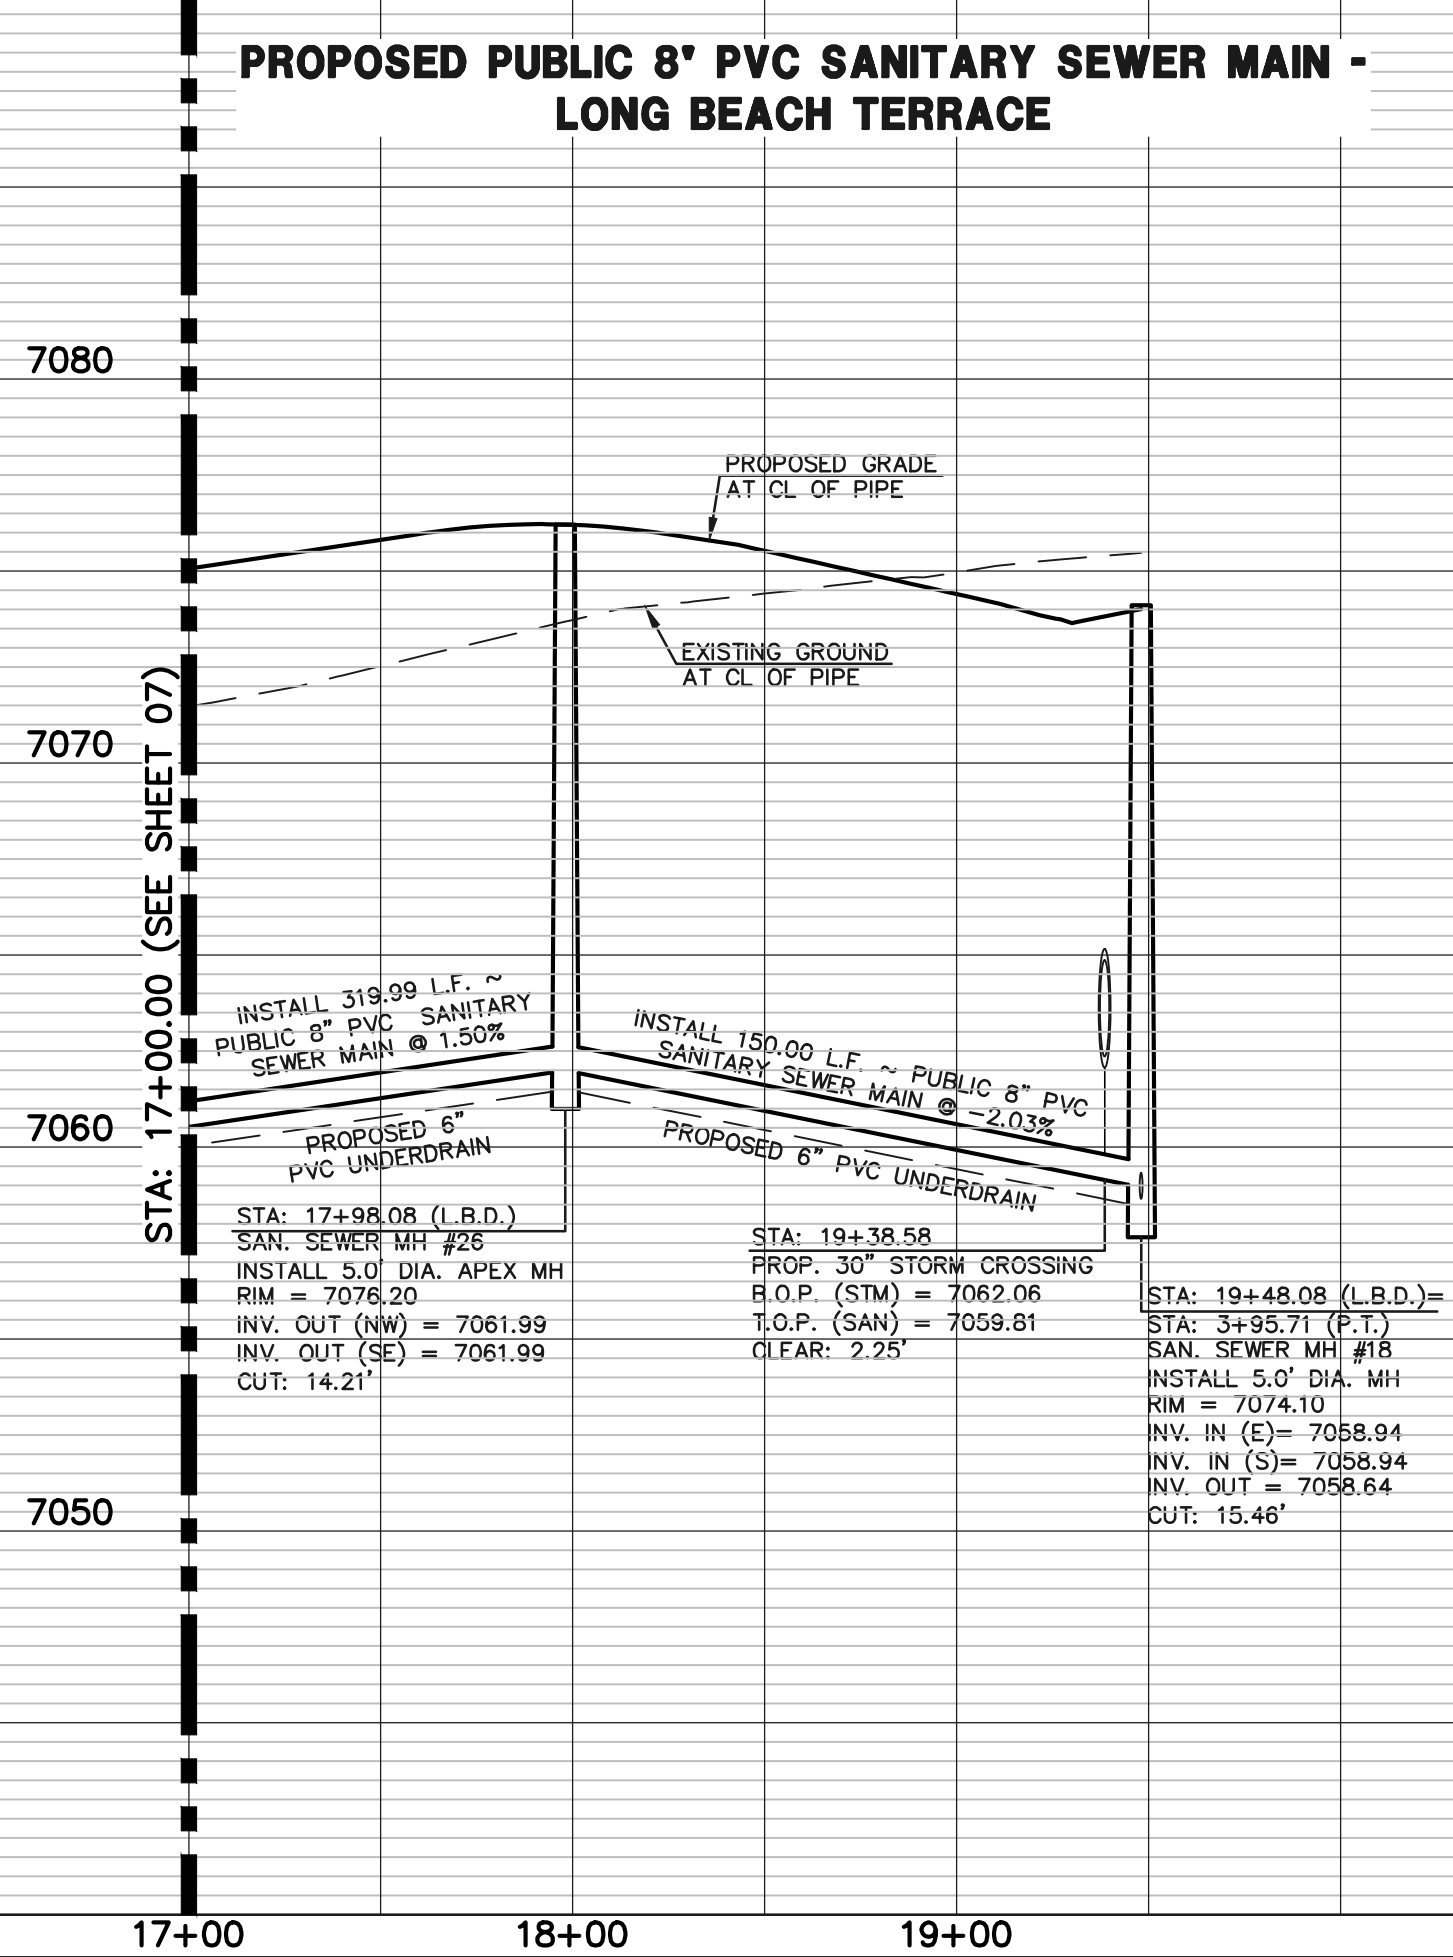 PROPOSED PUBLIC 8' PVC SANITARY SEWER MAIN -
LONG BEACH TERRACE
7080
PROPOSED GRADE
AT CL OF PIPE
EXISTING GROUND
AT CL OF PIPE
7070
STA: 17+00.00 (SEE SHEET 07)
INSTALL 319.99 L.F. ~
PUBLIC 8" PVC SANITARY
SEWER MAIN @ 1.50%
INSTALL 150.00 L.F. ~ PUBLIC 8" PVC
SANITARY SEWER MAIN @ -2.03%
7060
PROPOSED 6"
PVC UNDERDRAIN
PROPOSED 6" PVC UNDERDRAIN
STA: 17+98.08 (L.B.D.)
SAN. SEWER MH #26
INSTALL 5.0' DIA. APEX MH
RIM = 7076.20
INV. OUT (NW) = 7061.99
INV. OUT (SE) = 7061.99
CUT: 14.21'
STA: 19+38.58
PROP. 30" STORM CROSSING
B.O.P. (STM) = 7062.06
T.O.P. (SAN) = 7059.81
CLEAR: 2.25'
STA: 19+48.08 (L.B.D.)=
STA: 3+95.71 (P.T.)
SAN. SEWER MH #18
INSTALL 5.0' DIA. MH
RIM = 7074.10
INV. IN (E)= 7058.94
INV. IN (S)= 7058.94
INV. OUT = 7058.64
CUT: 15.46'
7050
17+00
18+00
19+00